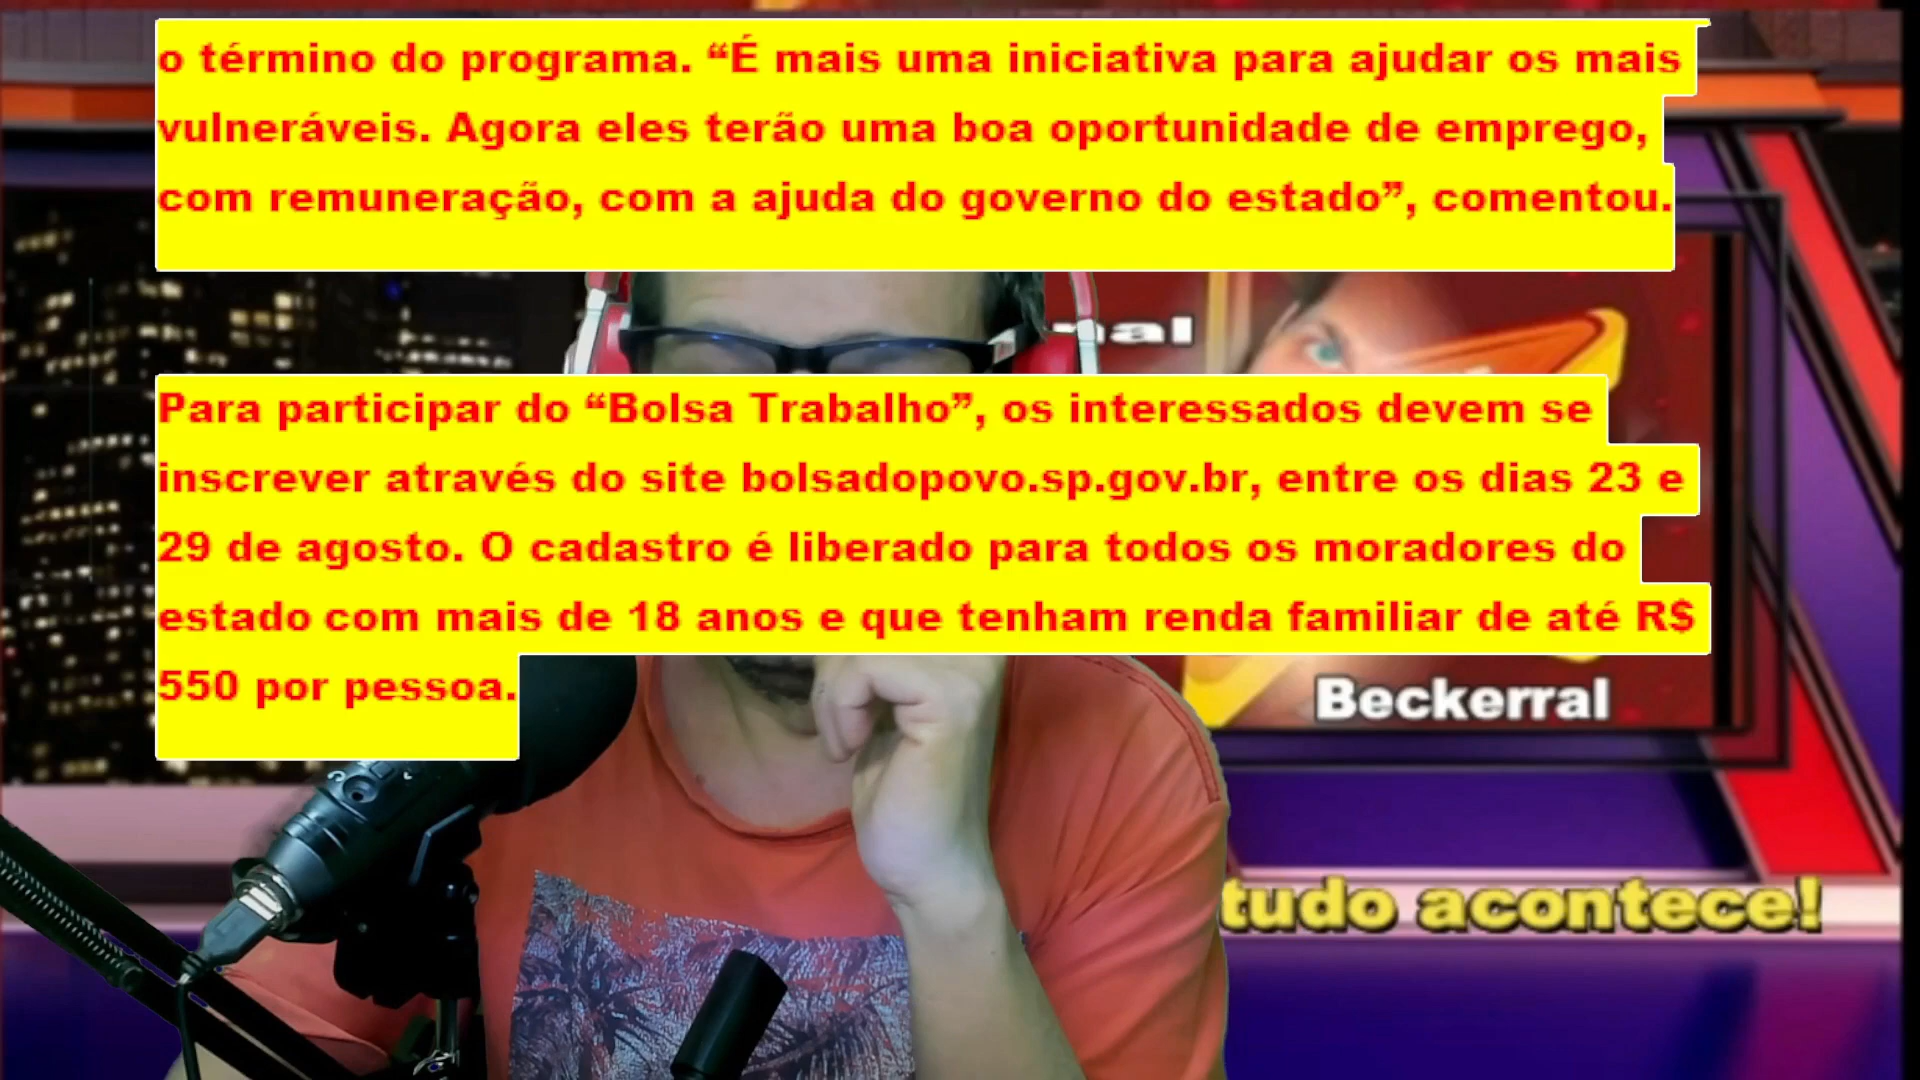 o término do programa. “É mais uma iniciativa para ajudar os mais
vulneráveis. Agora eles terão uma boa oportunidade de emprego,
com remuneração, com a ajuda do governo do estado”, comentou.
Para participar do “Bolsa Trabalho”, os interessados devem se
inscrever através do site bolsadopovo.sp.gov.br, entre os dias 23 e
29 de agosto. O cadastro é liberado para todos os moradores do
estado com mais de 18 anos e que tenham renda familiar de até R$
550 por pessoa.
Beckerral
tudo acontece!